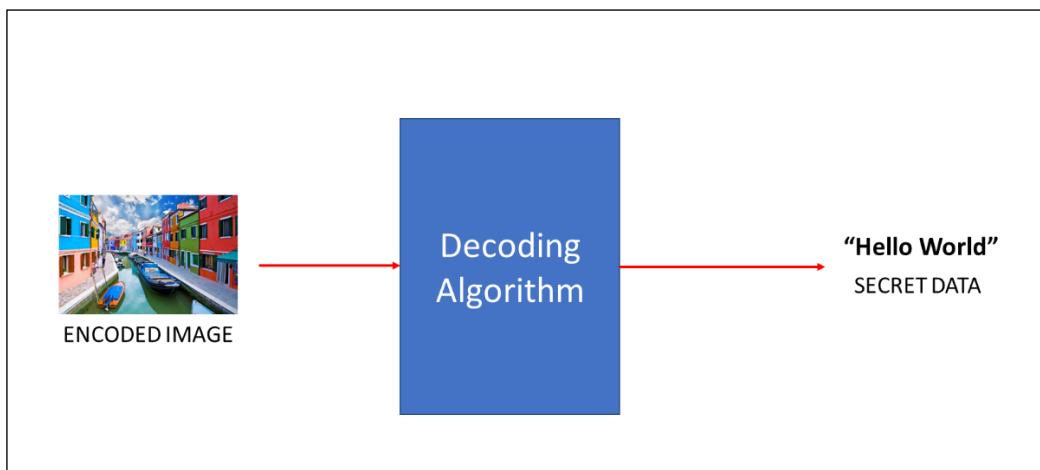 ENCODED IMAGE
Decoding
Algorithm
“Hello World”
SECRET DATA